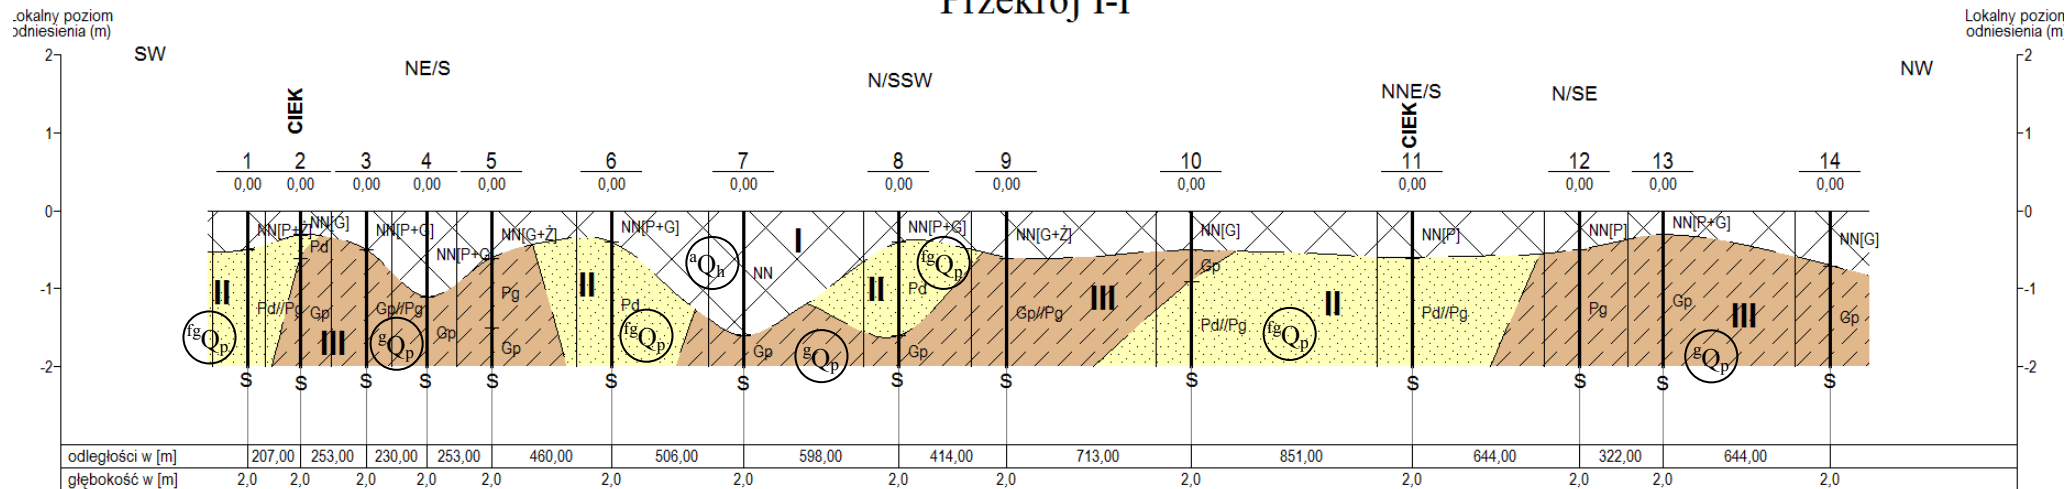 Przekrój I-I
Lokalny poziom
odniesienia (m)
Lokalny poziom
odniesienia (m)
SW
NE/S
N/SSW
NNE/S
N/SE
NW
CIEK
CIEK
2
1
0
-1
-2
2
1
0
-1
-2
1 2 3 4 5 6 7 8 9 10 11 12 13 14
0,00 0,00 0,00 0,00 0,00 0,00 0,00 0,00 0,00 0,00 0,00 0,00 0,00 0,00
NN[P+Ż]
NN[G]
NN[P+G]
NN[P+G]
NN[G+Ż]
NN[P+G]
NN
NN[P+G]
NN[G+Ż]
NN[G]
NN[P]
NN[P]
NN[P+G]
NN[G]
I
II
III
II
II
III
II
III
Pd//Pg
Pd
Gp
Gp//Pg
Gp
Pg
Gp
Pd
Gp
Pd
Gp
Gp//Pg
Gp
Pd//Pg
Pd//Pg
Pg
Gp
Gp
fgQp
gQp
fgQp
aQh
gQp
fgQp
fgQp
gQp
S S S S S S S S S S S S S S
odległości w [m] 207,00 253,00 230,00 253,00 460,00 506,00 598,00 414,00 713,00 851,00 644,00 322,00 644,00
głębokość w [m] 2,0 2,0 2,0 2,0 2,0 2,0 2,0 2,0 2,0 2,0 2,0 2,0 2,0 2,0